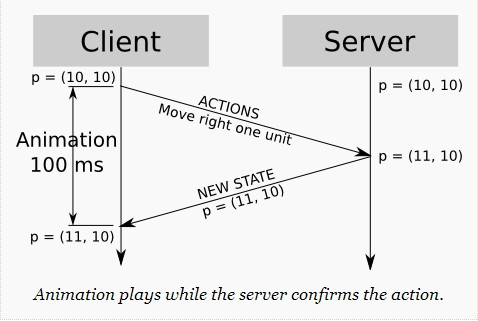 Client
Server
p = (10, 10)
p = (10, 10)
ACTIONS
Move right one unit
Animation
100 ms
p = (11, 10)
NEW STATE
p = (11, 10)
p = (11, 10)
Animation plays while the server confirms the action.